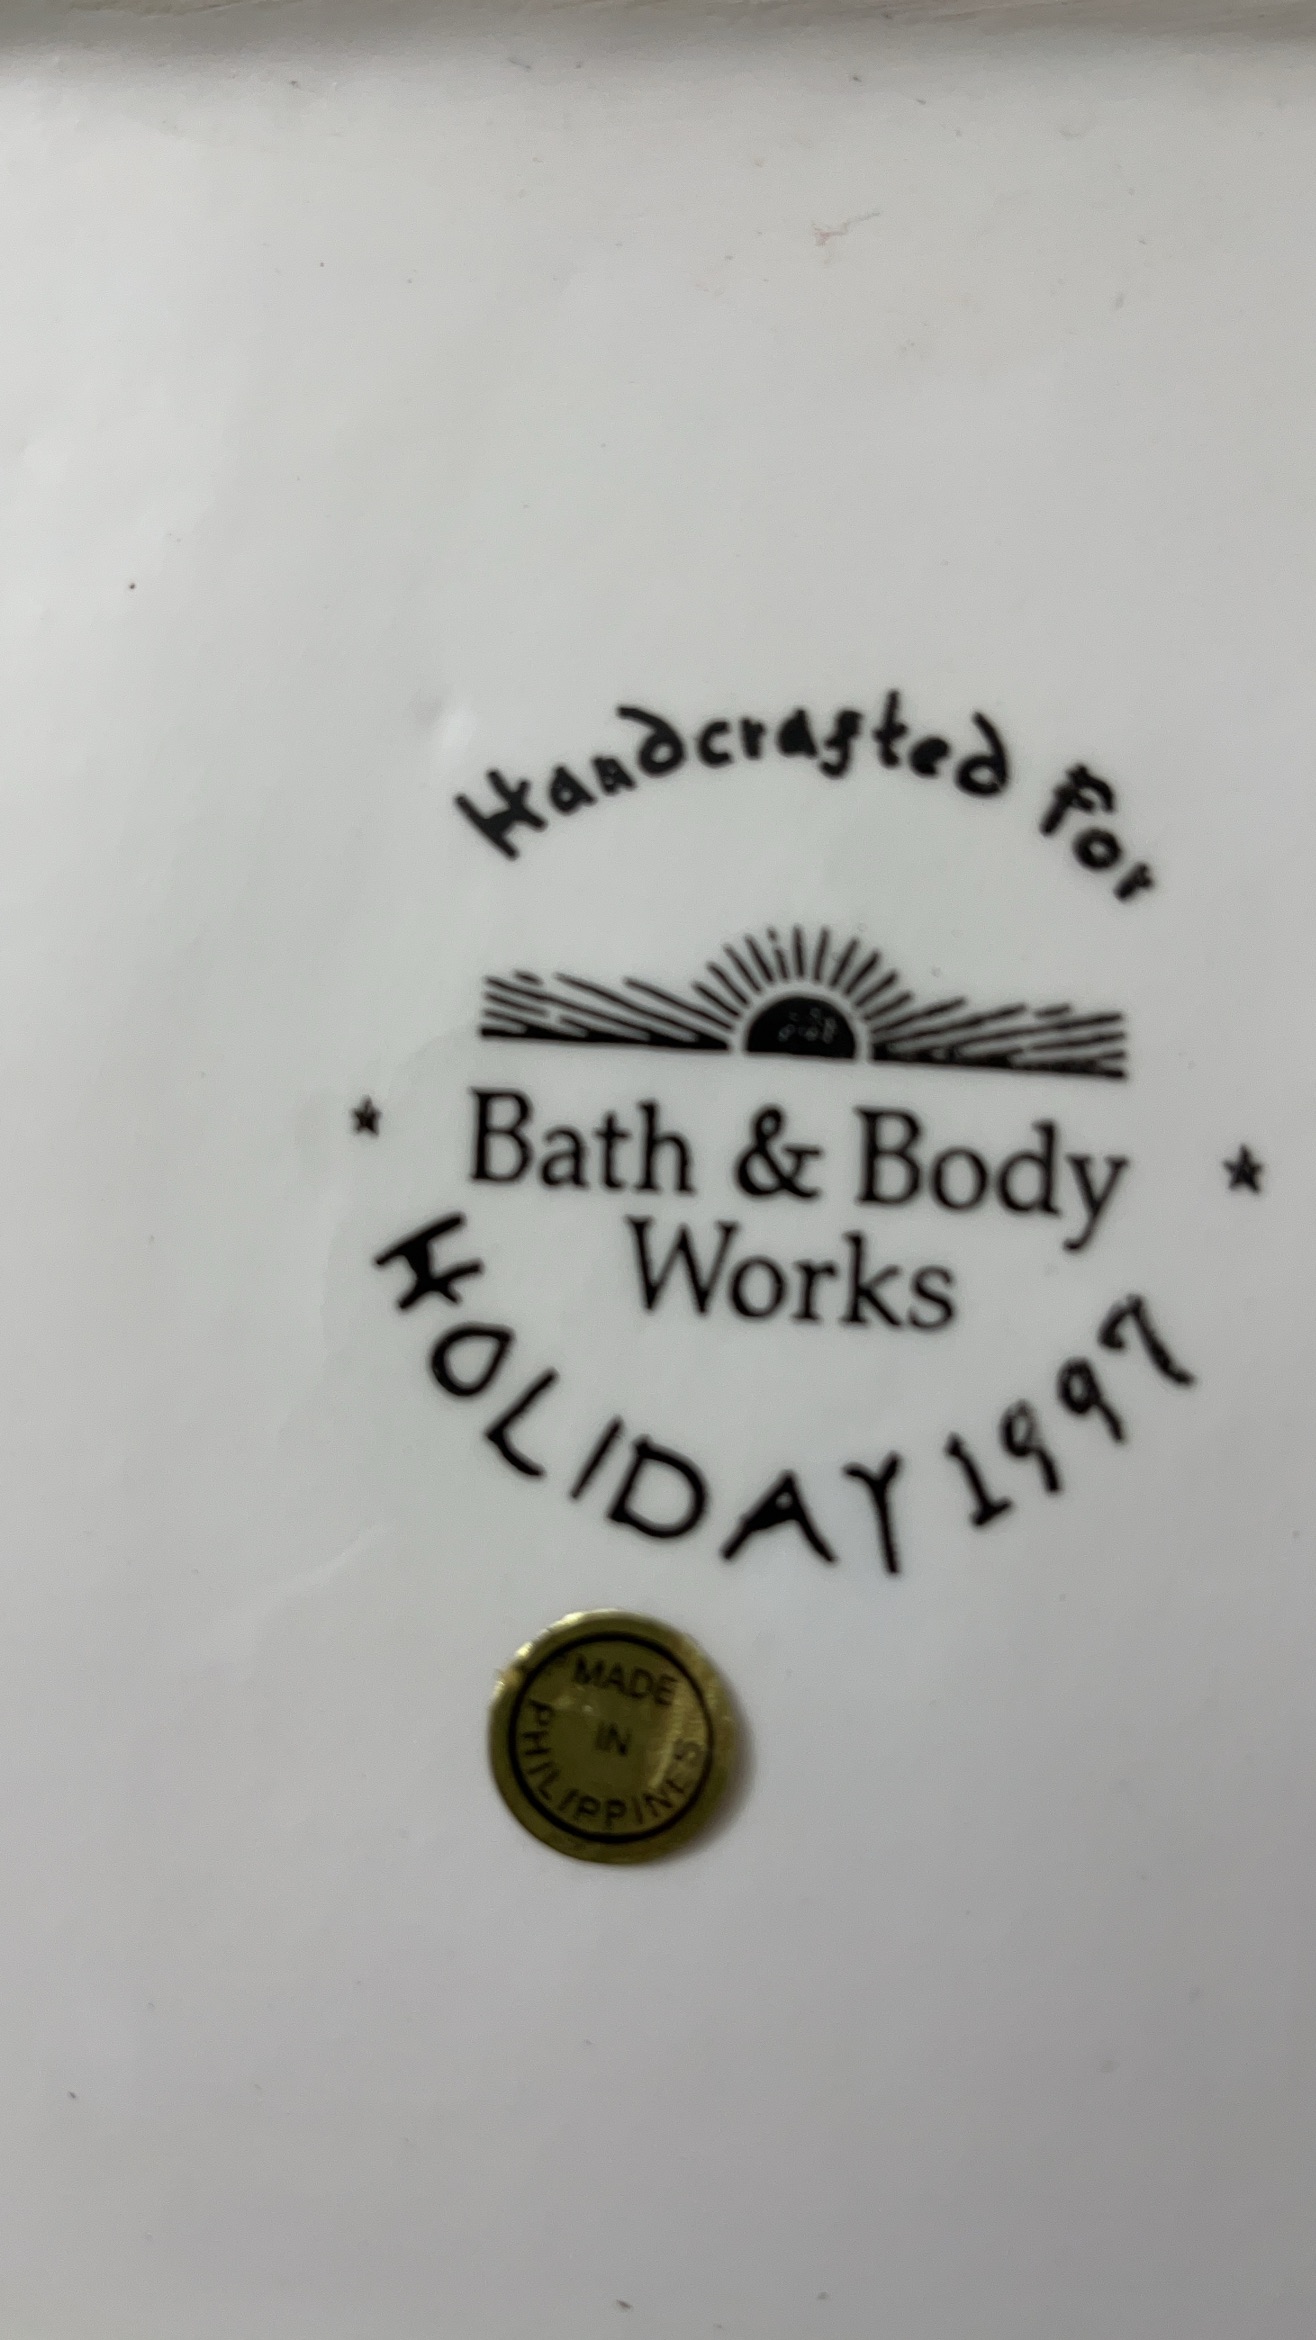 Handcrafted For
Bath & Body
Works
HOLIDAY 1997
MADE
IN
PHILIPPINES